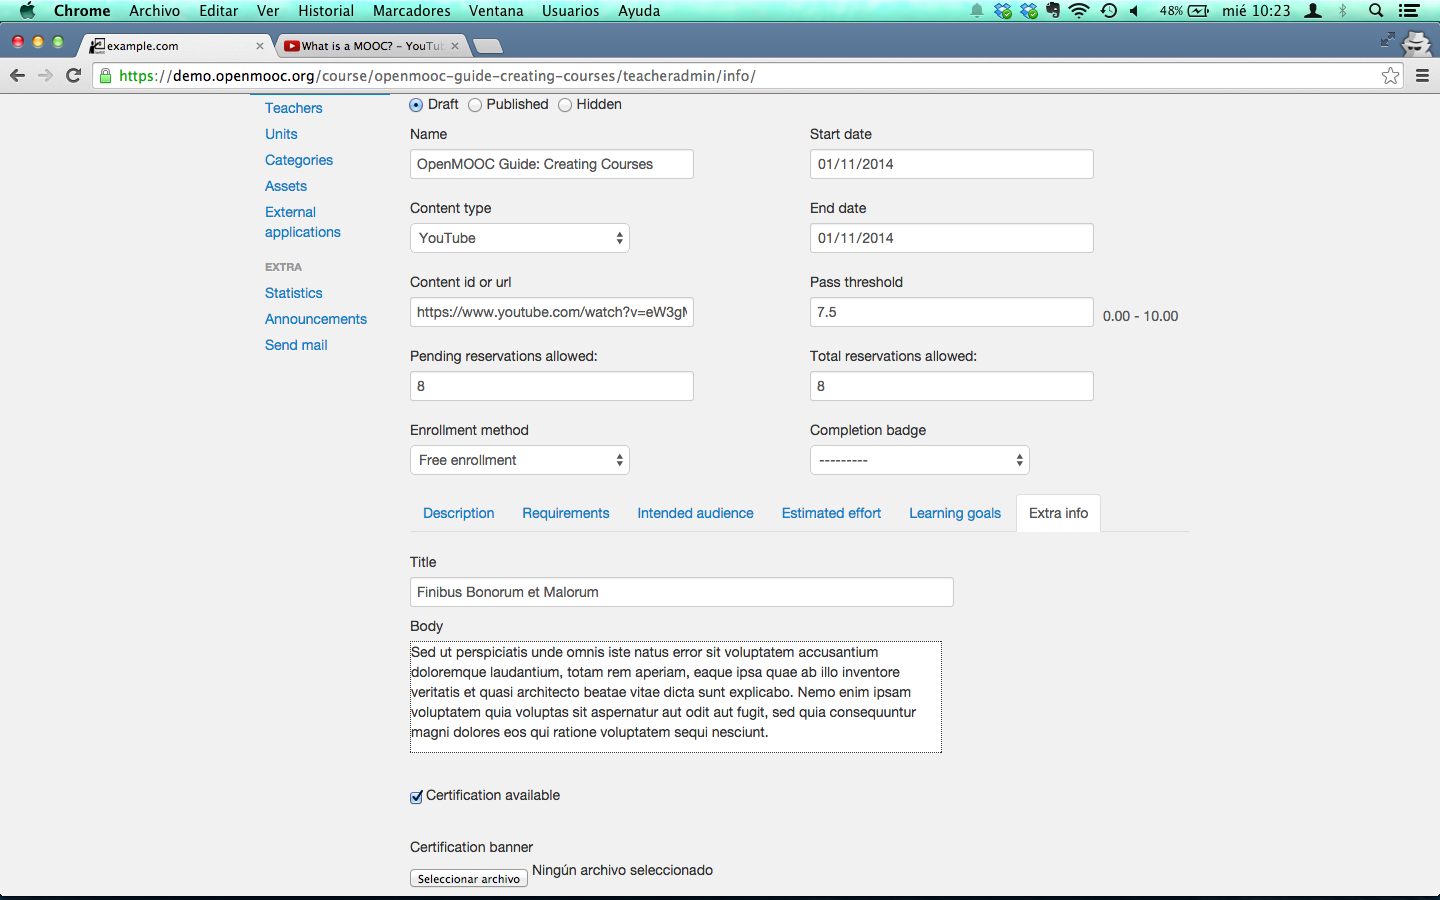 Chrome Archivo Editar Ver Historial Marcadores Ventana Usuarios Ayuda 48% mié 10:23
example.com What is a MOOC? - YouTub
https://demo.openmooc.org/course/openmooc-guide-creating-courses/teacheradmin/info/
Teachers
Units
Categories
Assets
External
applications
EXTRA
Statistics
Announcements
Send mail
Draft Published Hidden
Name Start date
OpenMOOC Guide: Creating Courses 01/11/2014
Content type End date
YouTube 01/11/2014
Content id or url Pass threshold
https://www.youtube.com/watch?v=eW3gM 7.5 0.00 - 10.00
Pending reservations allowed: Total reservations allowed:
8 8
Enrollment method Completion badge
Free enrollment ---------
Description Requirements Intended audience Estimated effort Learning goals Extra info
Title
Finibus Bonorum et Malorum
Body
Sed ut perspiciatis unde omnis iste natus error sit voluptatem accusantium
doloremque laudantium, totam rem aperiam, eaque ipsa quae ab illo inventore
veritatis et quasi architecto beatae vitae dicta sunt explicabo. Nemo enim ipsam
voluptatem quia voluptas sit aspernatur aut odit aut fugit, sed quia consequuntur
magni dolores eos qui ratione voluptatem sequi nesciunt.
Certification available
Certification banner
Seleccionar archivo Ningún archivo seleccionado